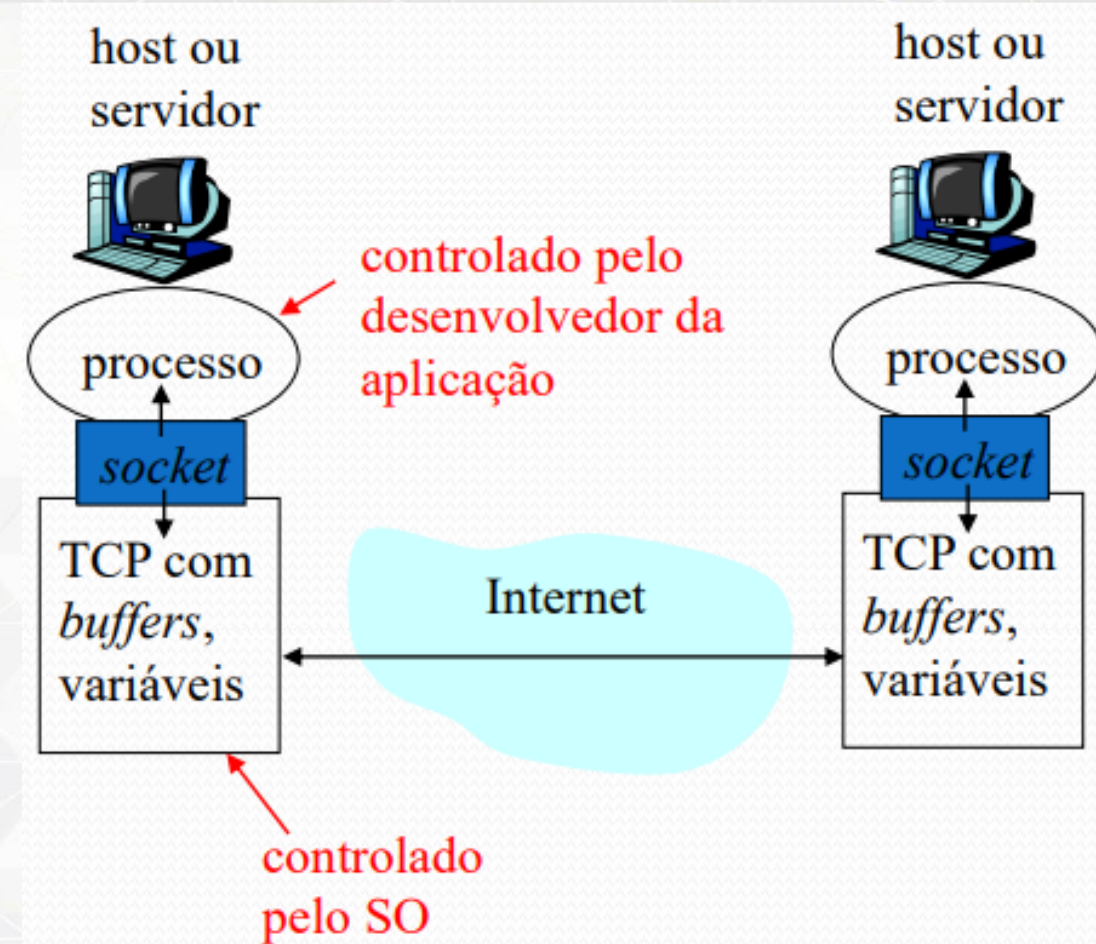 host ou
servidor
host ou
servidor
controlado pelo
desenvolvedor da
aplicação
processo
processo
socket
socket
TCP com
buffers,
variáveis
Internet
TCP com
buffers,
variáveis
controlado
pelo SO